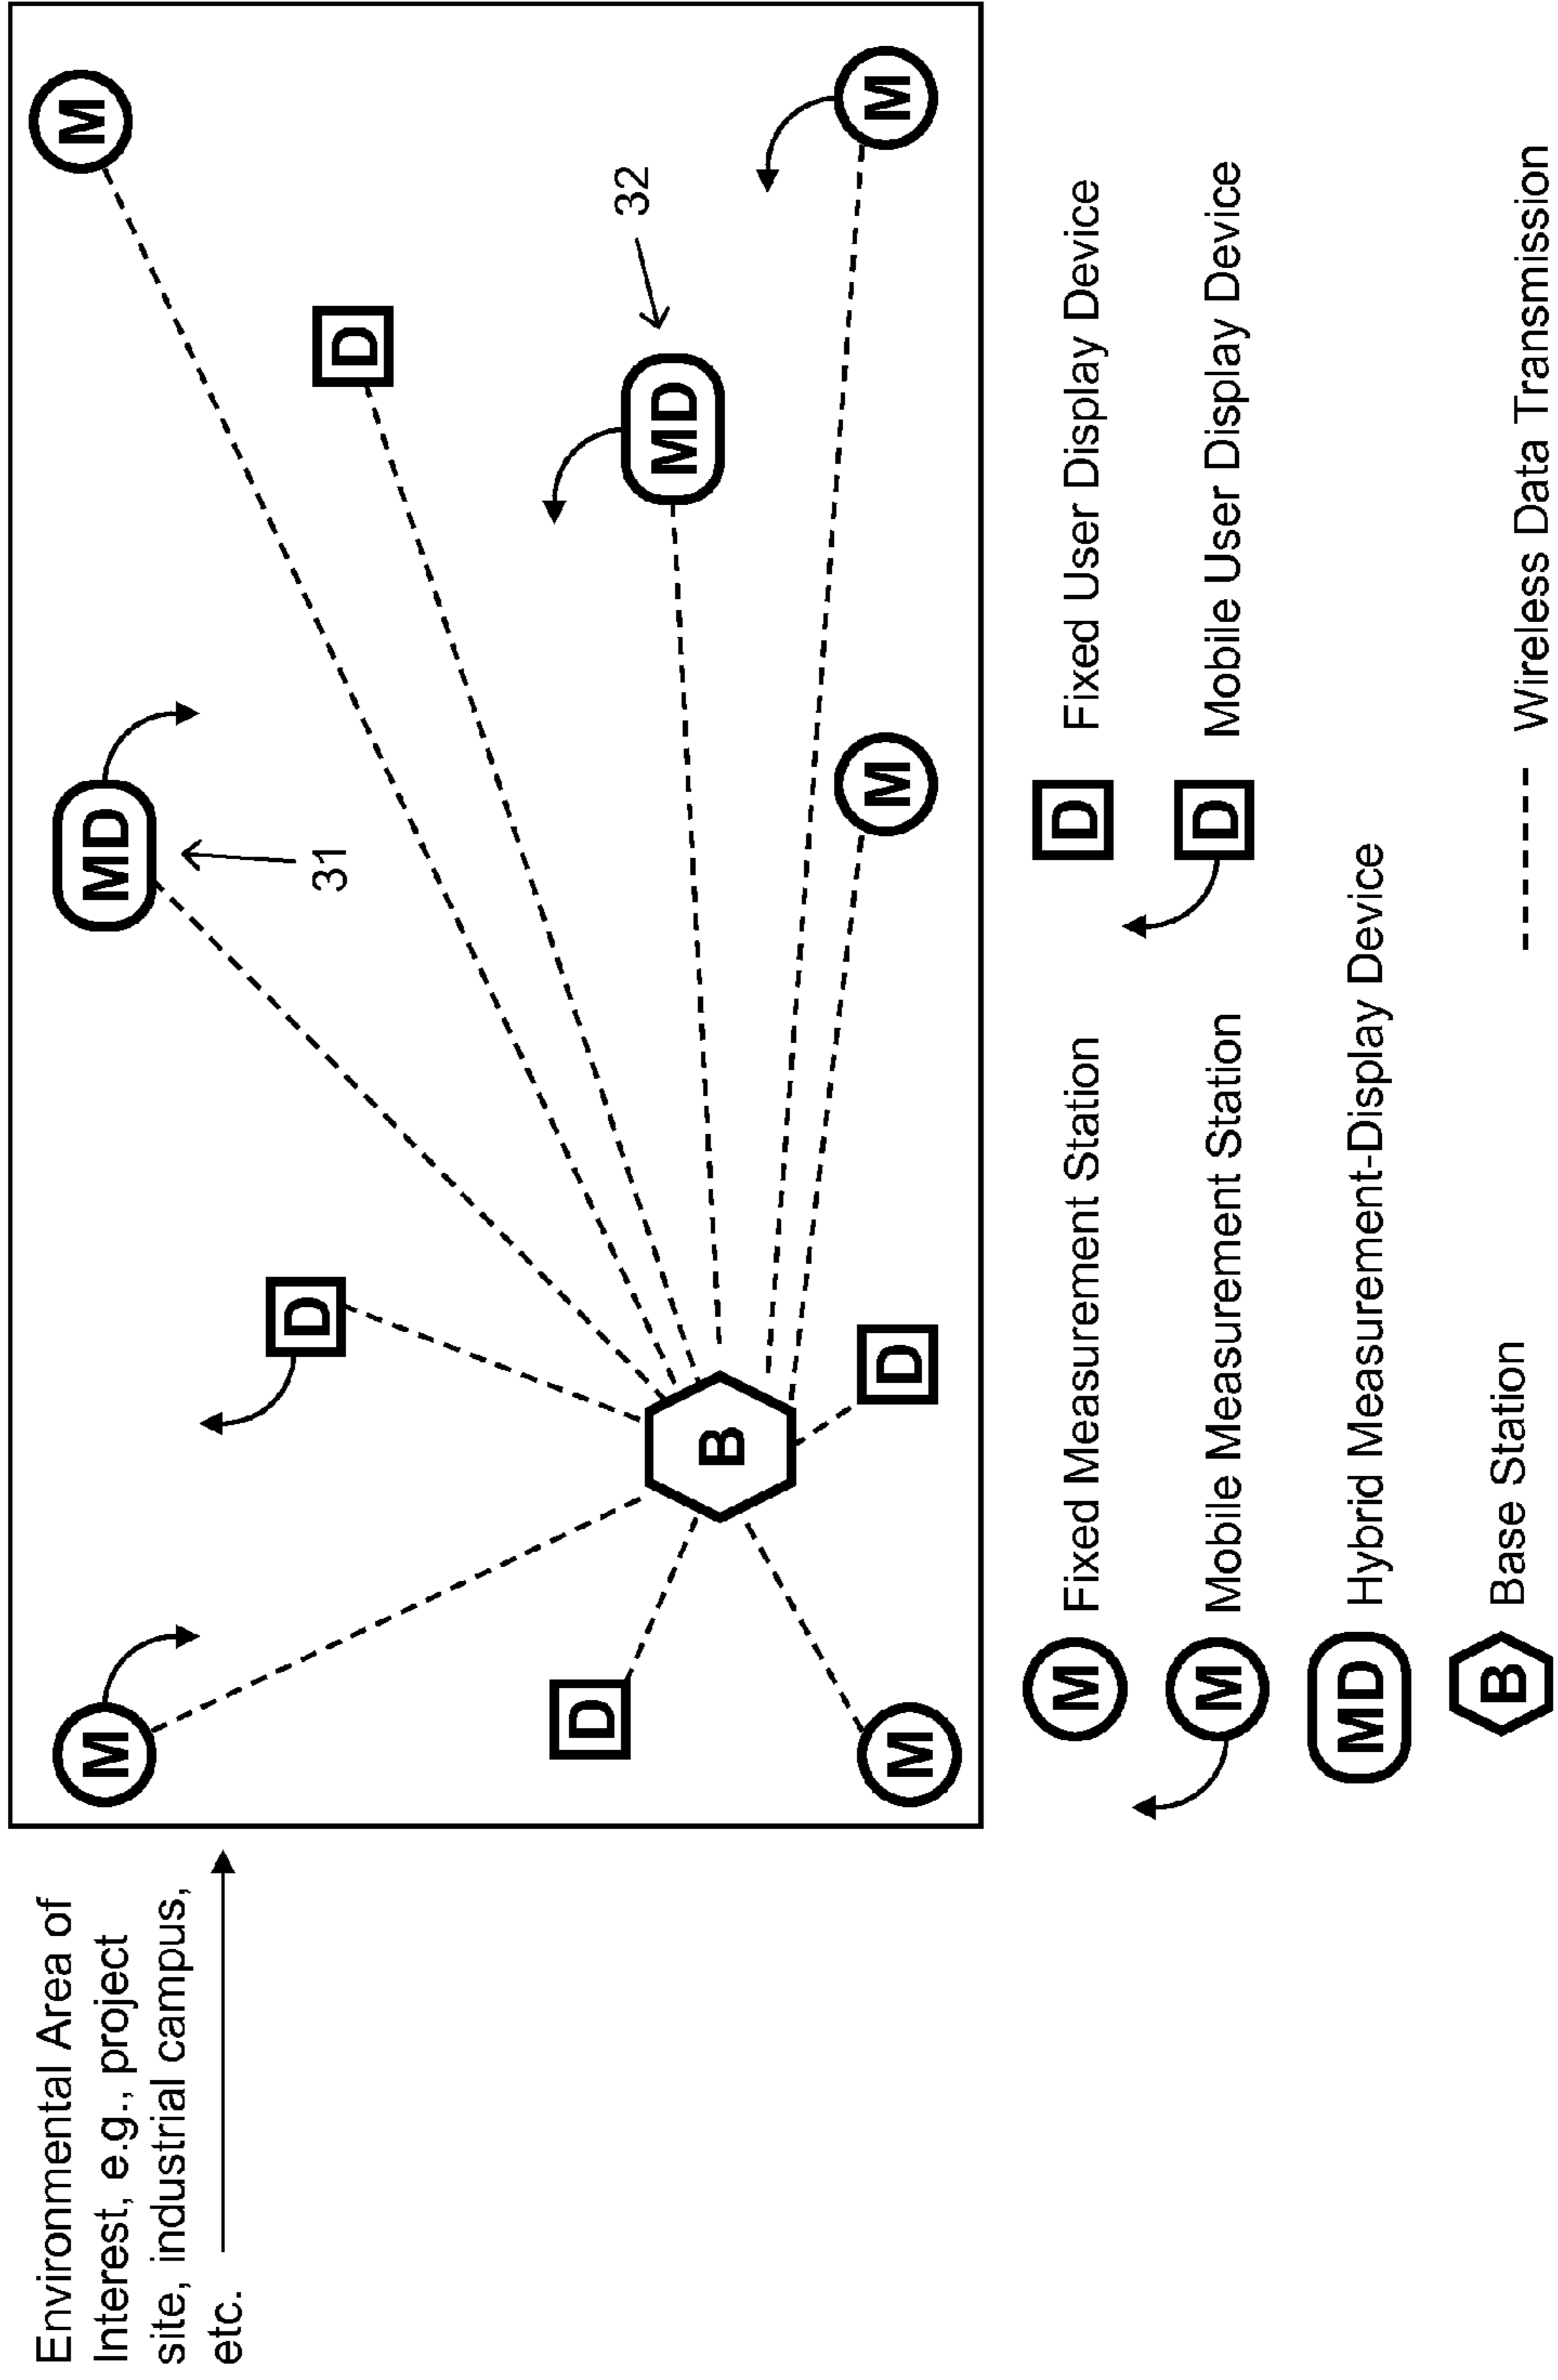 Environmental Area of
Interest, e.g., project
site, industrial campus,
etc.
M
D
M
D
B
D
MD
31
M
MD
32
D
M
M
M Fixed Measurement Station
D Fixed User Display Device
M Mobile Measurement Station
D Mobile User Display Device
MD Hybrid Measurement-Display Device
B Base Station
Wireless Data Transmission